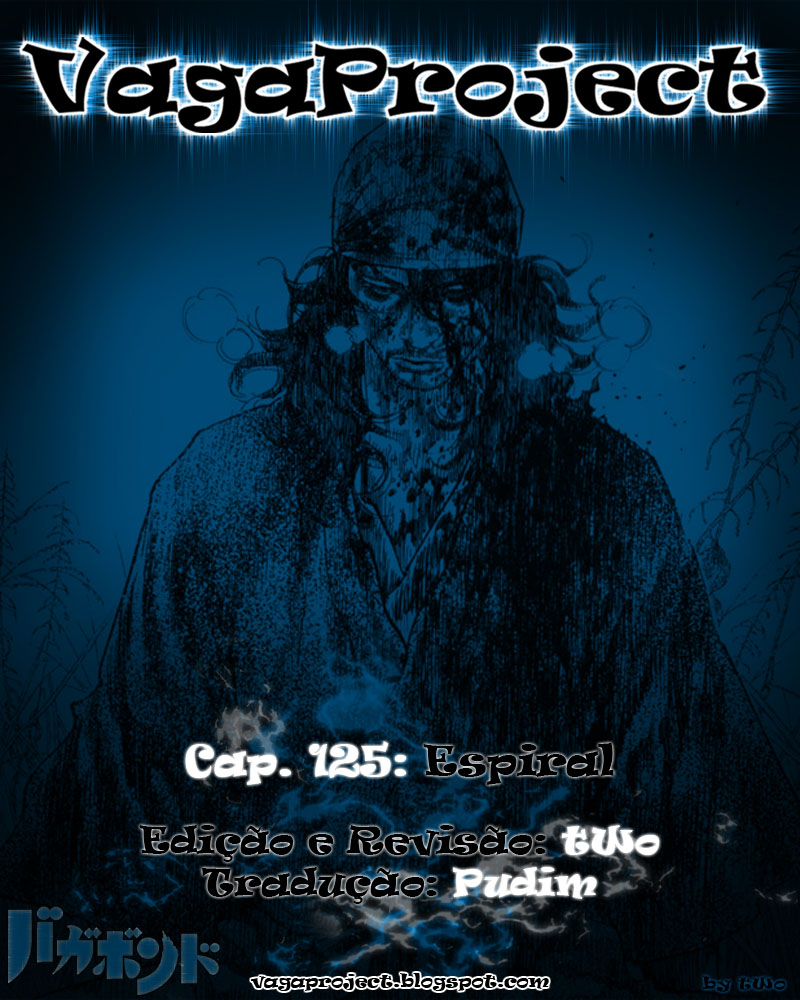 VagaProject
Cap. 125: Espiral
Edição e Revisão: tWo
Tradução: Pudim
バガボンド
vagaproject.blogspot.com
by tWo